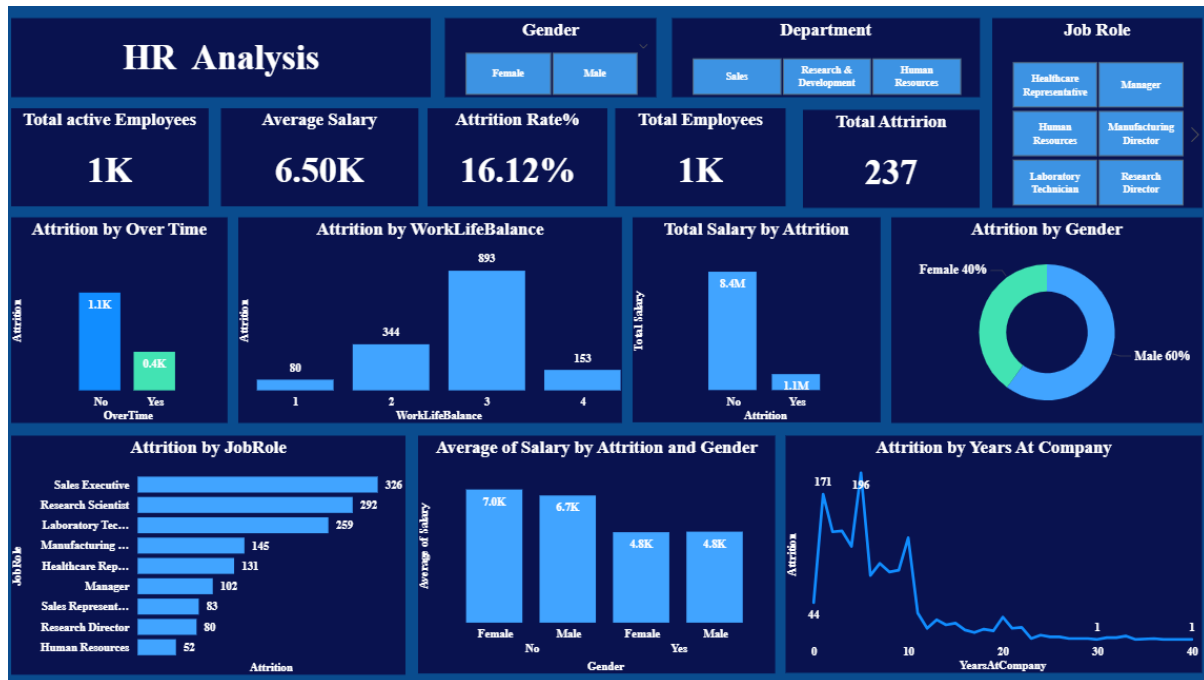 HR Analysis
Gender
Female
Male
Department
Sales
Research &
Development
Human
Resources
Job Role
Healthcare
Representative
Manager
Human
Resources
Manufacturing
Director
Laboratory
Technician
Research
Director
Total active Employees
1K
Average Salary
6.50K
Attrition Rate%
16.12%
Total Employees
1K
Total Attririon
237
Attrition by Over Time
Attrition
1.1K
0.4K
No
Yes
OverTime
Attrition by WorkLifeBalance
Attrition
80
344
893
153
1
2
3
4
WorkLifeBalance
Total Salary by Attrition
Total Salary
8.4M
1.1M
No
Yes
Attrition
Attrition by Gender
Female 40%
Male 60%
Attrition by JobRole
JobRole
Sales Executive 326
Research Scientist 292
Laboratory Tec... 259
Manufacturing ... 145
Healthcare Rep... 131
Manager 102
Sales Represent... 83
Research Director 80
Human Resources 52
Attrition
Average of Salary by Attrition and Gender
Average of Salary
7.0K
6.7K
4.8K
4.8K
Female
Male
Female
Male
No
Yes
Gender
Attrition by Years At Company
Attrition
171
196
44
1
1
0
10
20
30
40
YearsAtCompany